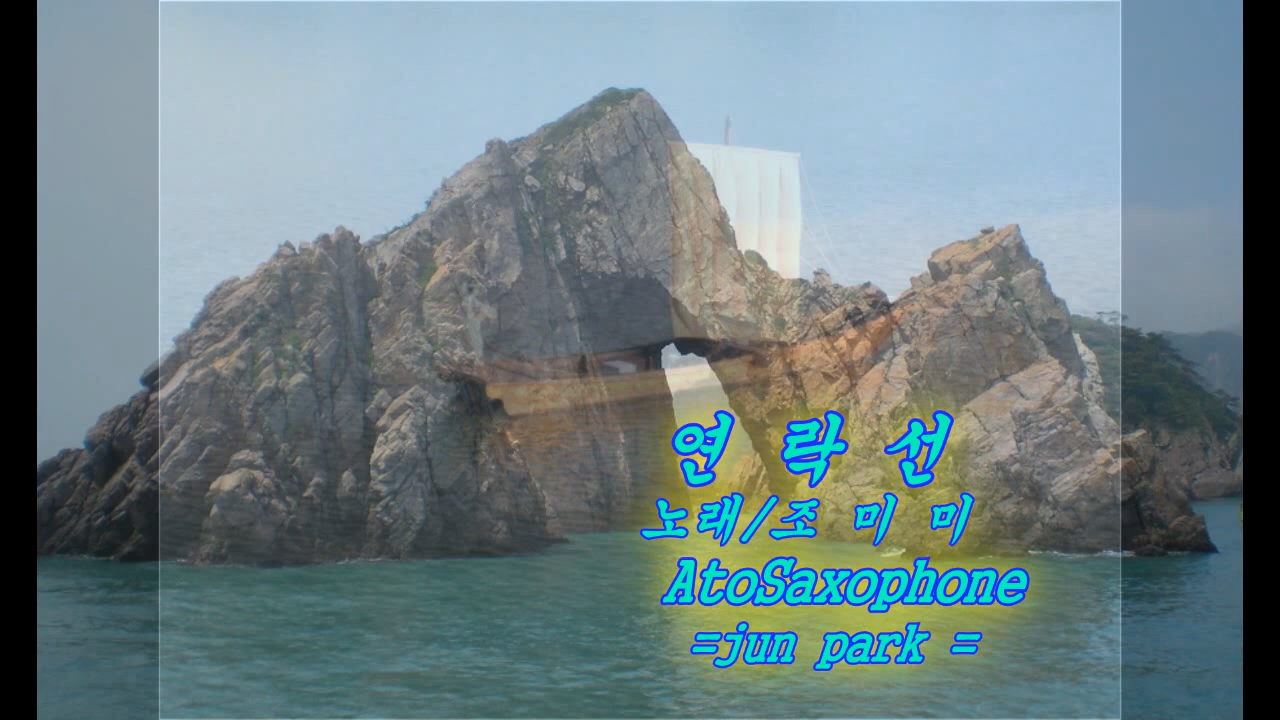 연 락 선
노래/조 미 미
AtoSaxophone
=jun park =